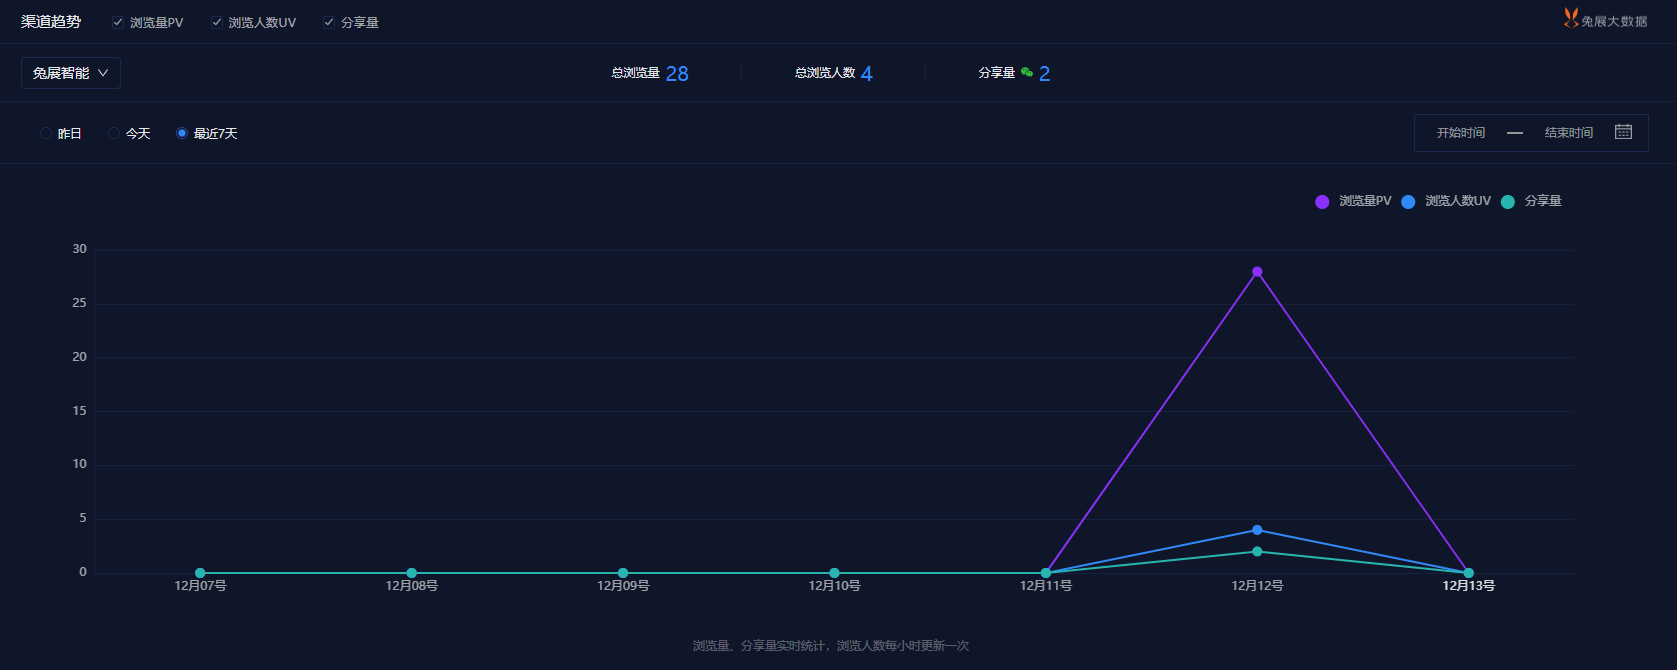 渠道趋势 浏览量PV 浏览人数UV 分享量
兔展大数据
兔展智能 总浏览量 28 总浏览人数 4 分享量 2
昨日 今天 最近7天 开始时间 — 结束时间
浏览量PV 浏览人数UV 分享量
30
25
20
15
10
5
0
12月07号 12月08号 12月09号 12月10号 12月11号 12月12号 12月13号
浏览量、分享量实时统计，浏览人数每小时更新一次